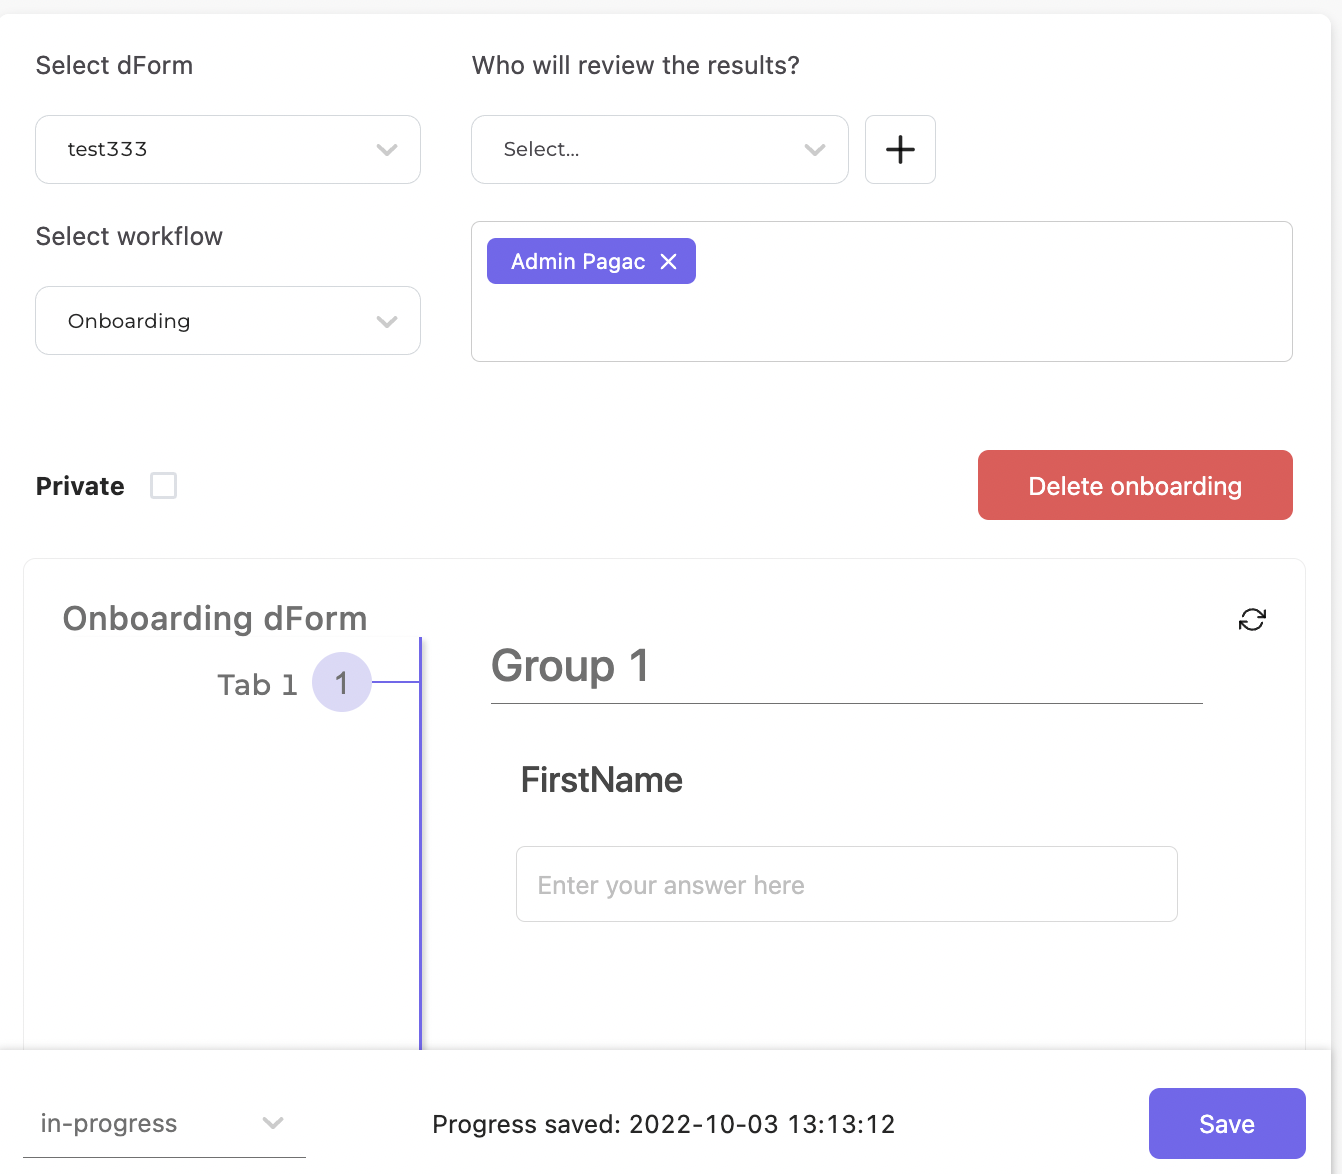 Select dForm
Who will review the results?
test333
Select...
Select workflow
Admin Pagac
Onboarding
Private
Delete onboarding
Onboarding dForm
Tab 1
1
Group 1
FirstName
Enter your answer here
in-progress
Progress saved: 2022-10-03 13:13:12
Save